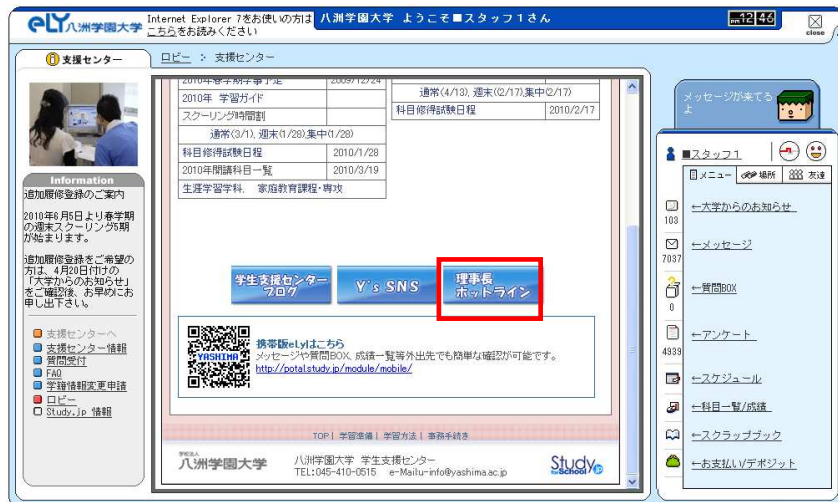 eLy 八洲学園大学
Internet Explorer 7をお使いの方は
こちらをお読みください
八洲学園大学 ようこそ■スタッフ1さん
PM 12 46
close
支援センター
ロビー : 支援センター
Information
追加履修登録のご案内
2010年6月5日より春学期
の週末スクーリング5期
が始まります。
追加履修登録をご希望の
方は、4月20日付けの
「大学からのお知らせ」
をご確認後、お早めにお
申し出下さい。
支援センターへ
支援センター情報
質問受付
FAQ
学籍情報変更申請
ロビー
Study.jp 情報
2010年春学期学事予定 2009/12/24
2010年 学習ガイド
スクーリング時間割
通常(3/1), 週末(1/28),集中(1/28)
科目修得試験日程 2010/1/28
2010年開講科目一覧 2010/3/19
生涯学習学科, 家庭教育課程・専攻
通常(4/13), 週末((2/17),集中(2/17)
科目修得試験日程 2010/2/17
学生支援センター
ブログ
Y's SNS
理事長
ホットライン
YASHIMA
携帯版eLyはこちら
メッセージや質問BOX、成績一覧等外出先でも簡単な確認が可能です。
http://potal.study.jp/module/mobile/
TOP | 学習準備 | 学習方法 | 事務手続き
学校法人
八洲学園大学
八洲学園大学 学生支援センター
TEL:045-410-0515 e-Mailu-info@yashima.ac.jp
Study.jp
for School
メッセージが来てる
よ
■スタッフ1
メニュー
場所
友達
←大学からのお知らせ
103
←メッセージ
7037
←質問BOX
0
←アンケート
4939
←スケジュール
←科目一覧/成績
←スクラップブック
←お支払い/デポジット